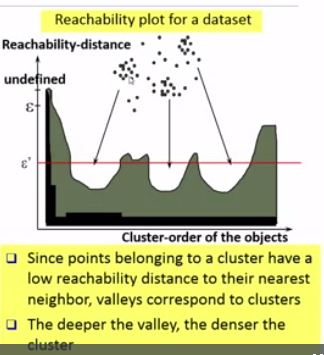 Reachability plot for a dataset
Reachability-distance
undefined
ε
ε'
Cluster-order of the objects
Since points belonging to a cluster have a
low reachability distance to their nearest
neighbor, valleys correspond to clusters
The deeper the valley, the denser the
cluster